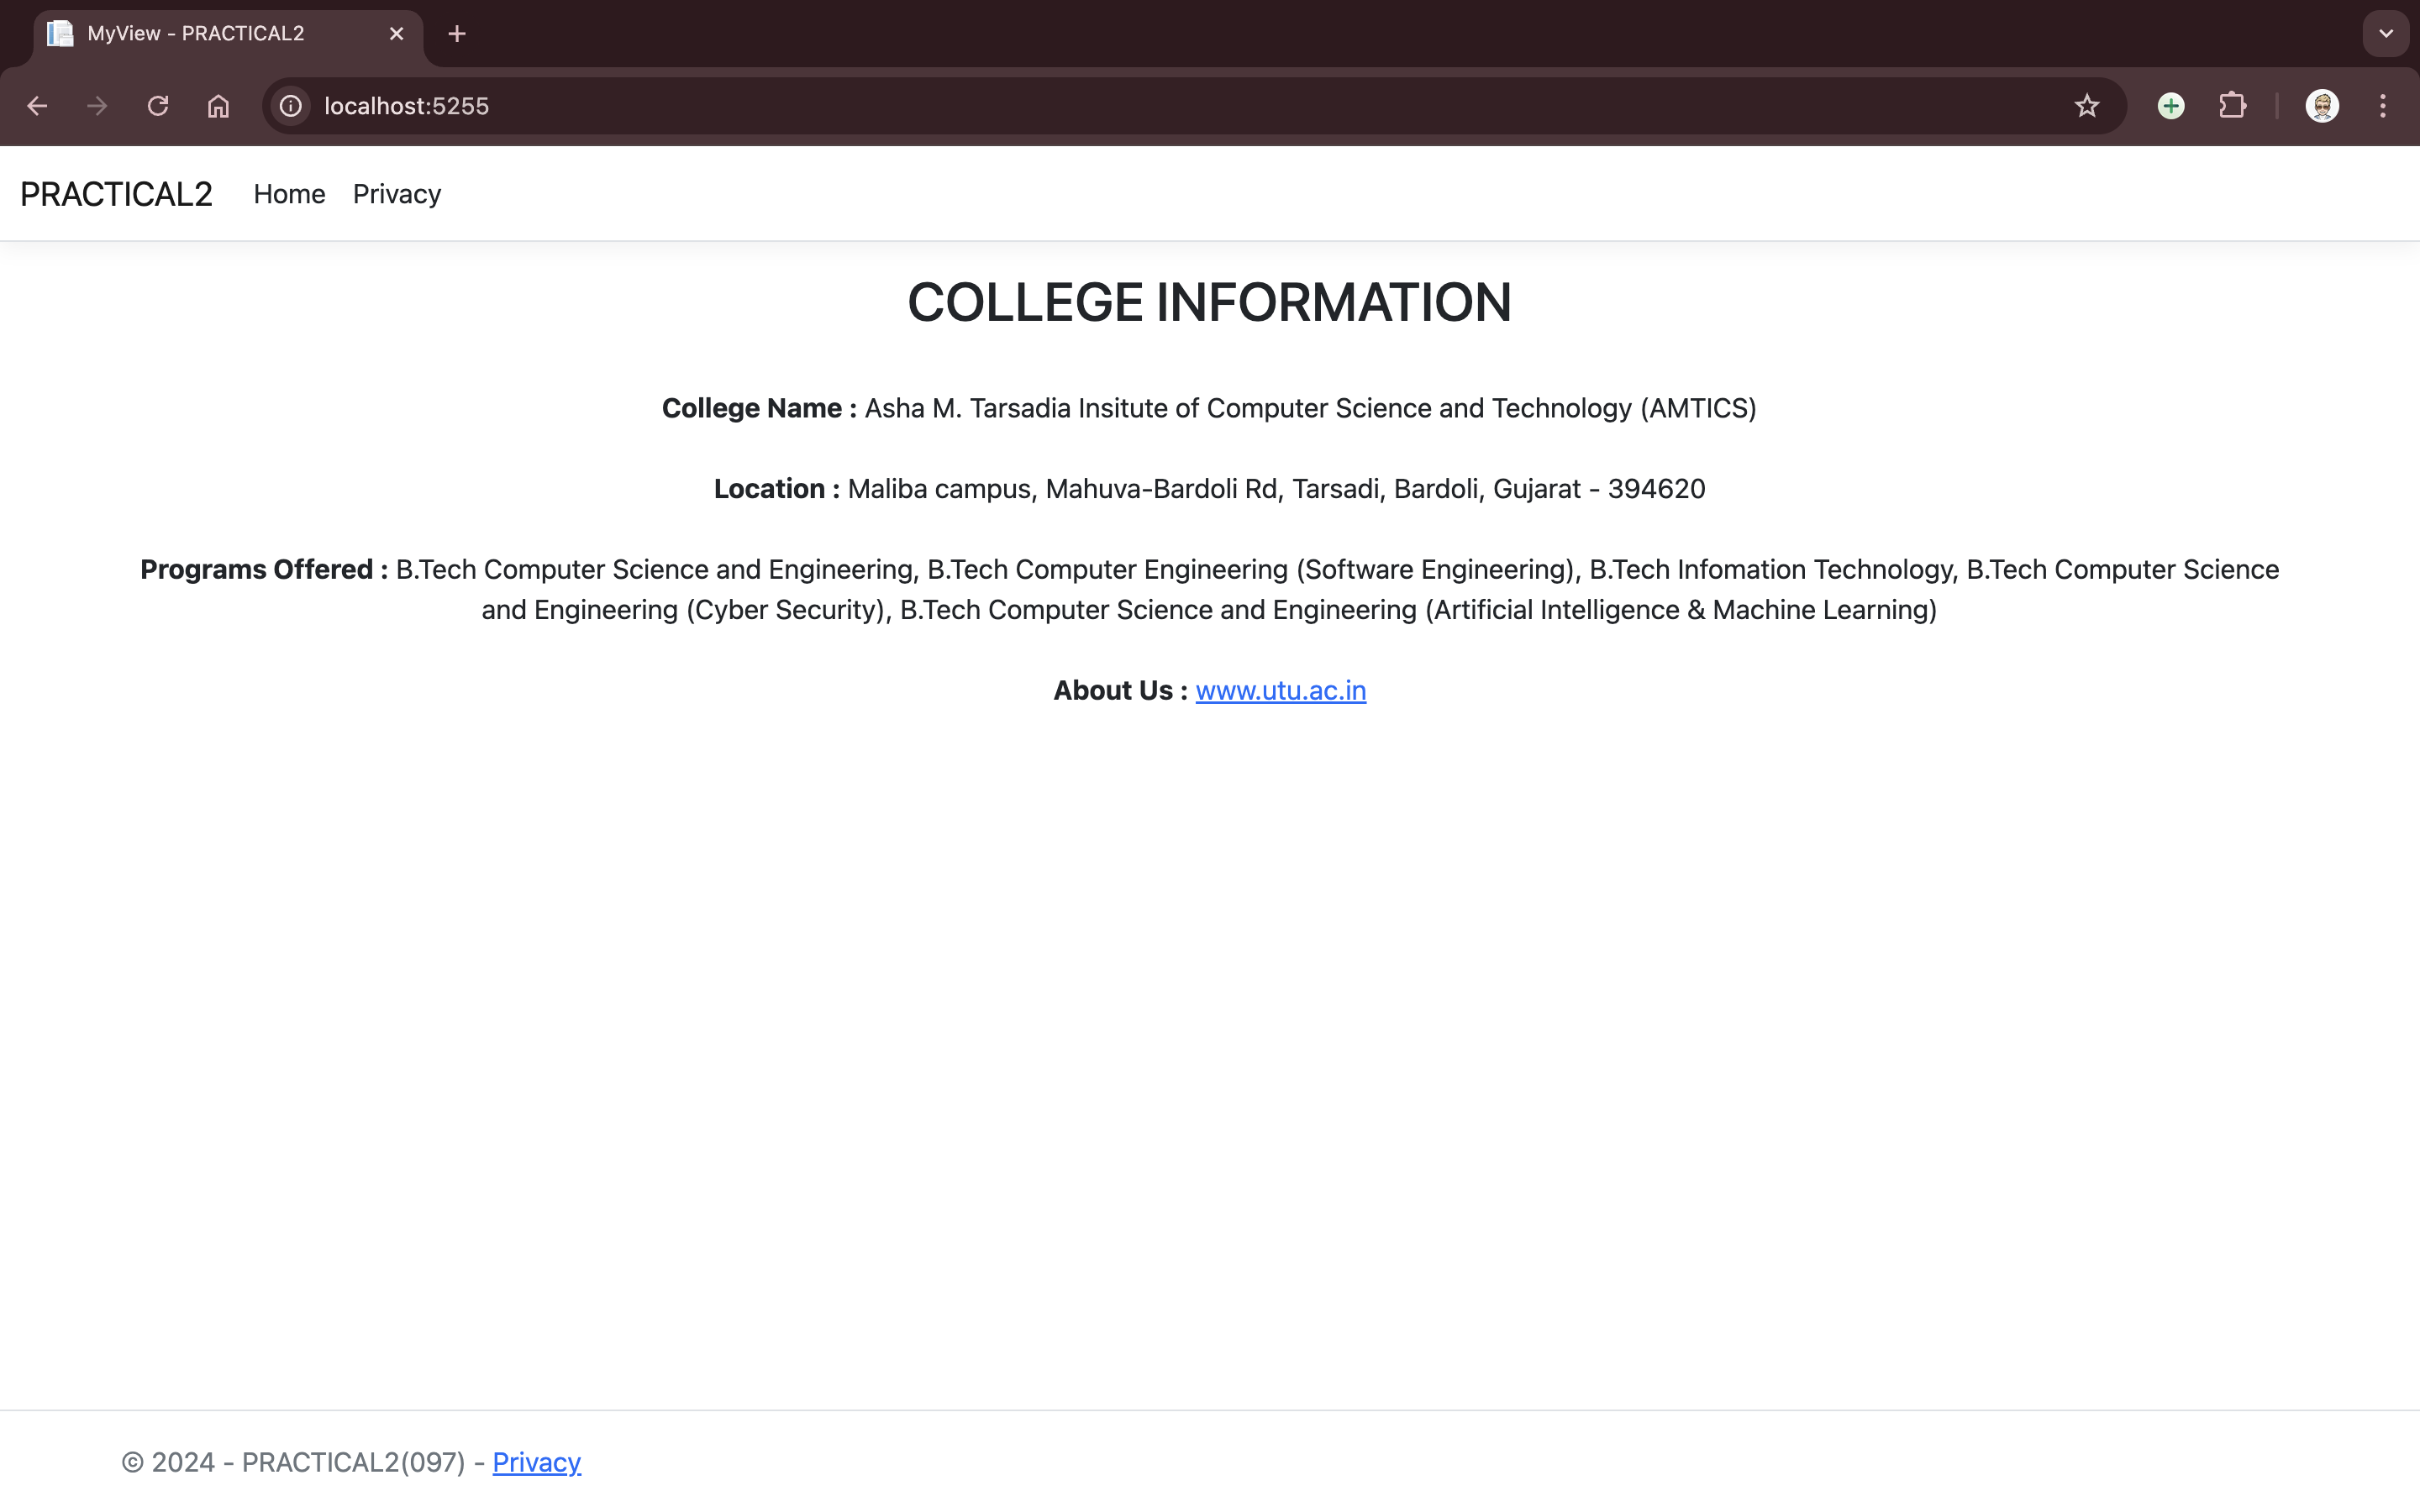 MyView - PRACTICAL2
localhost:5255
PRACTICAL2 Home Privacy
COLLEGE INFORMATION
College Name : Asha M. Tarsadia Insitute of Computer Science and Technology (AMTICS)
Location : Maliba campus, Mahuva-Bardoli Rd, Tarsadi, Bardoli, Gujarat - 394620
Programs Offered : B.Tech Computer Science and Engineering, B.Tech Computer Engineering (Software Engineering), B.Tech Infomation Technology, B.Tech Computer Science
and Engineering (Cyber Security), B.Tech Computer Science and Engineering (Artificial Intelligence & Machine Learning)
About Us : www.utu.ac.in
© 2024 - PRACTICAL2(097) - Privacy